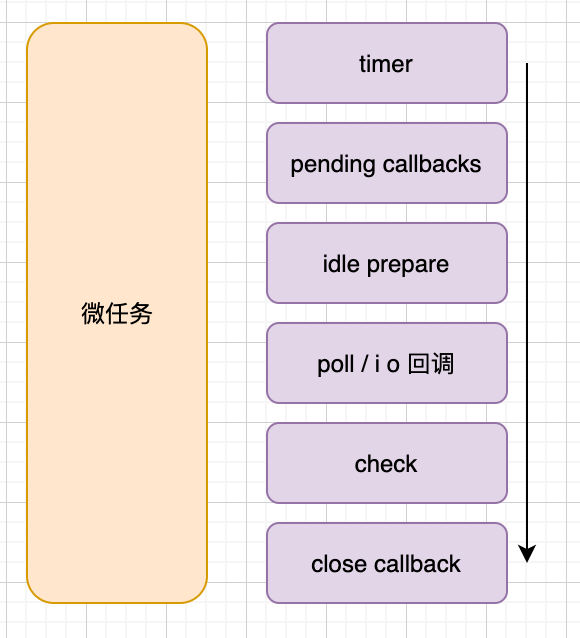 微任务
timer
pending callbacks
idle prepare
poll / i o 回调
check
close callback